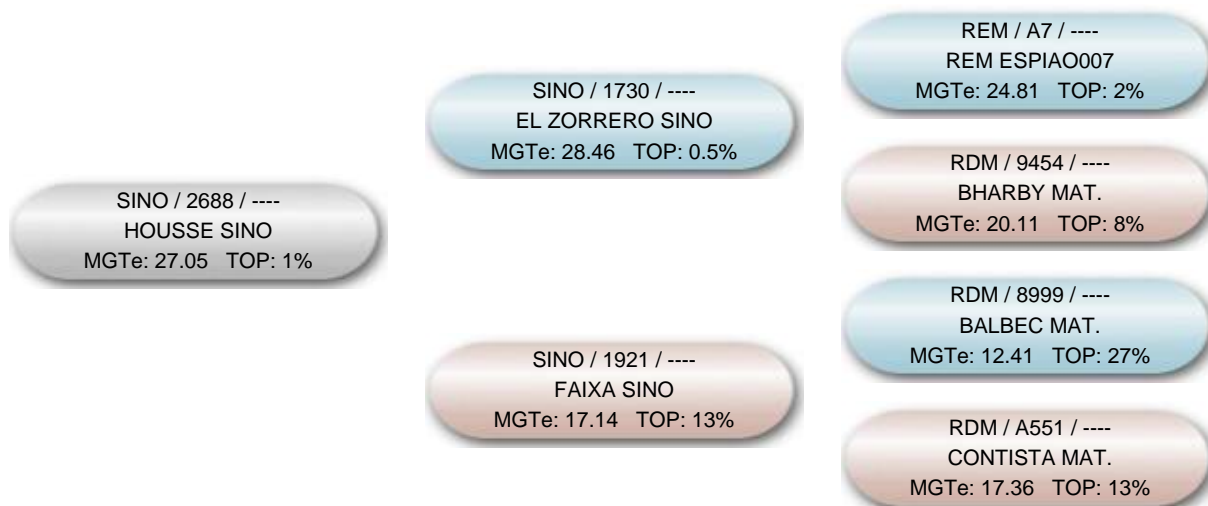 REM / A7 / ----
REM ESPIAO007
MGTe: 24.81 TOP: 2%
SINO / 1730 / ----
EL ZORRERO SINO
MGTe: 28.46 TOP: 0.5%
RDM / 9454 / ----
BHARBY MAT.
MGTe: 20.11 TOP: 8%
SINO / 2688 / ----
HOUSSE SINO
MGTe: 27.05 TOP: 1%
RDM / 8999 / ----
BALBEC MAT.
MGTe: 12.41 TOP: 27%
SINO / 1921 / ----
FAIXA SINO
MGTe: 17.14 TOP: 13%
RDM / A551 / ----
CONTISTA MAT.
MGTe: 17.36 TOP: 13%